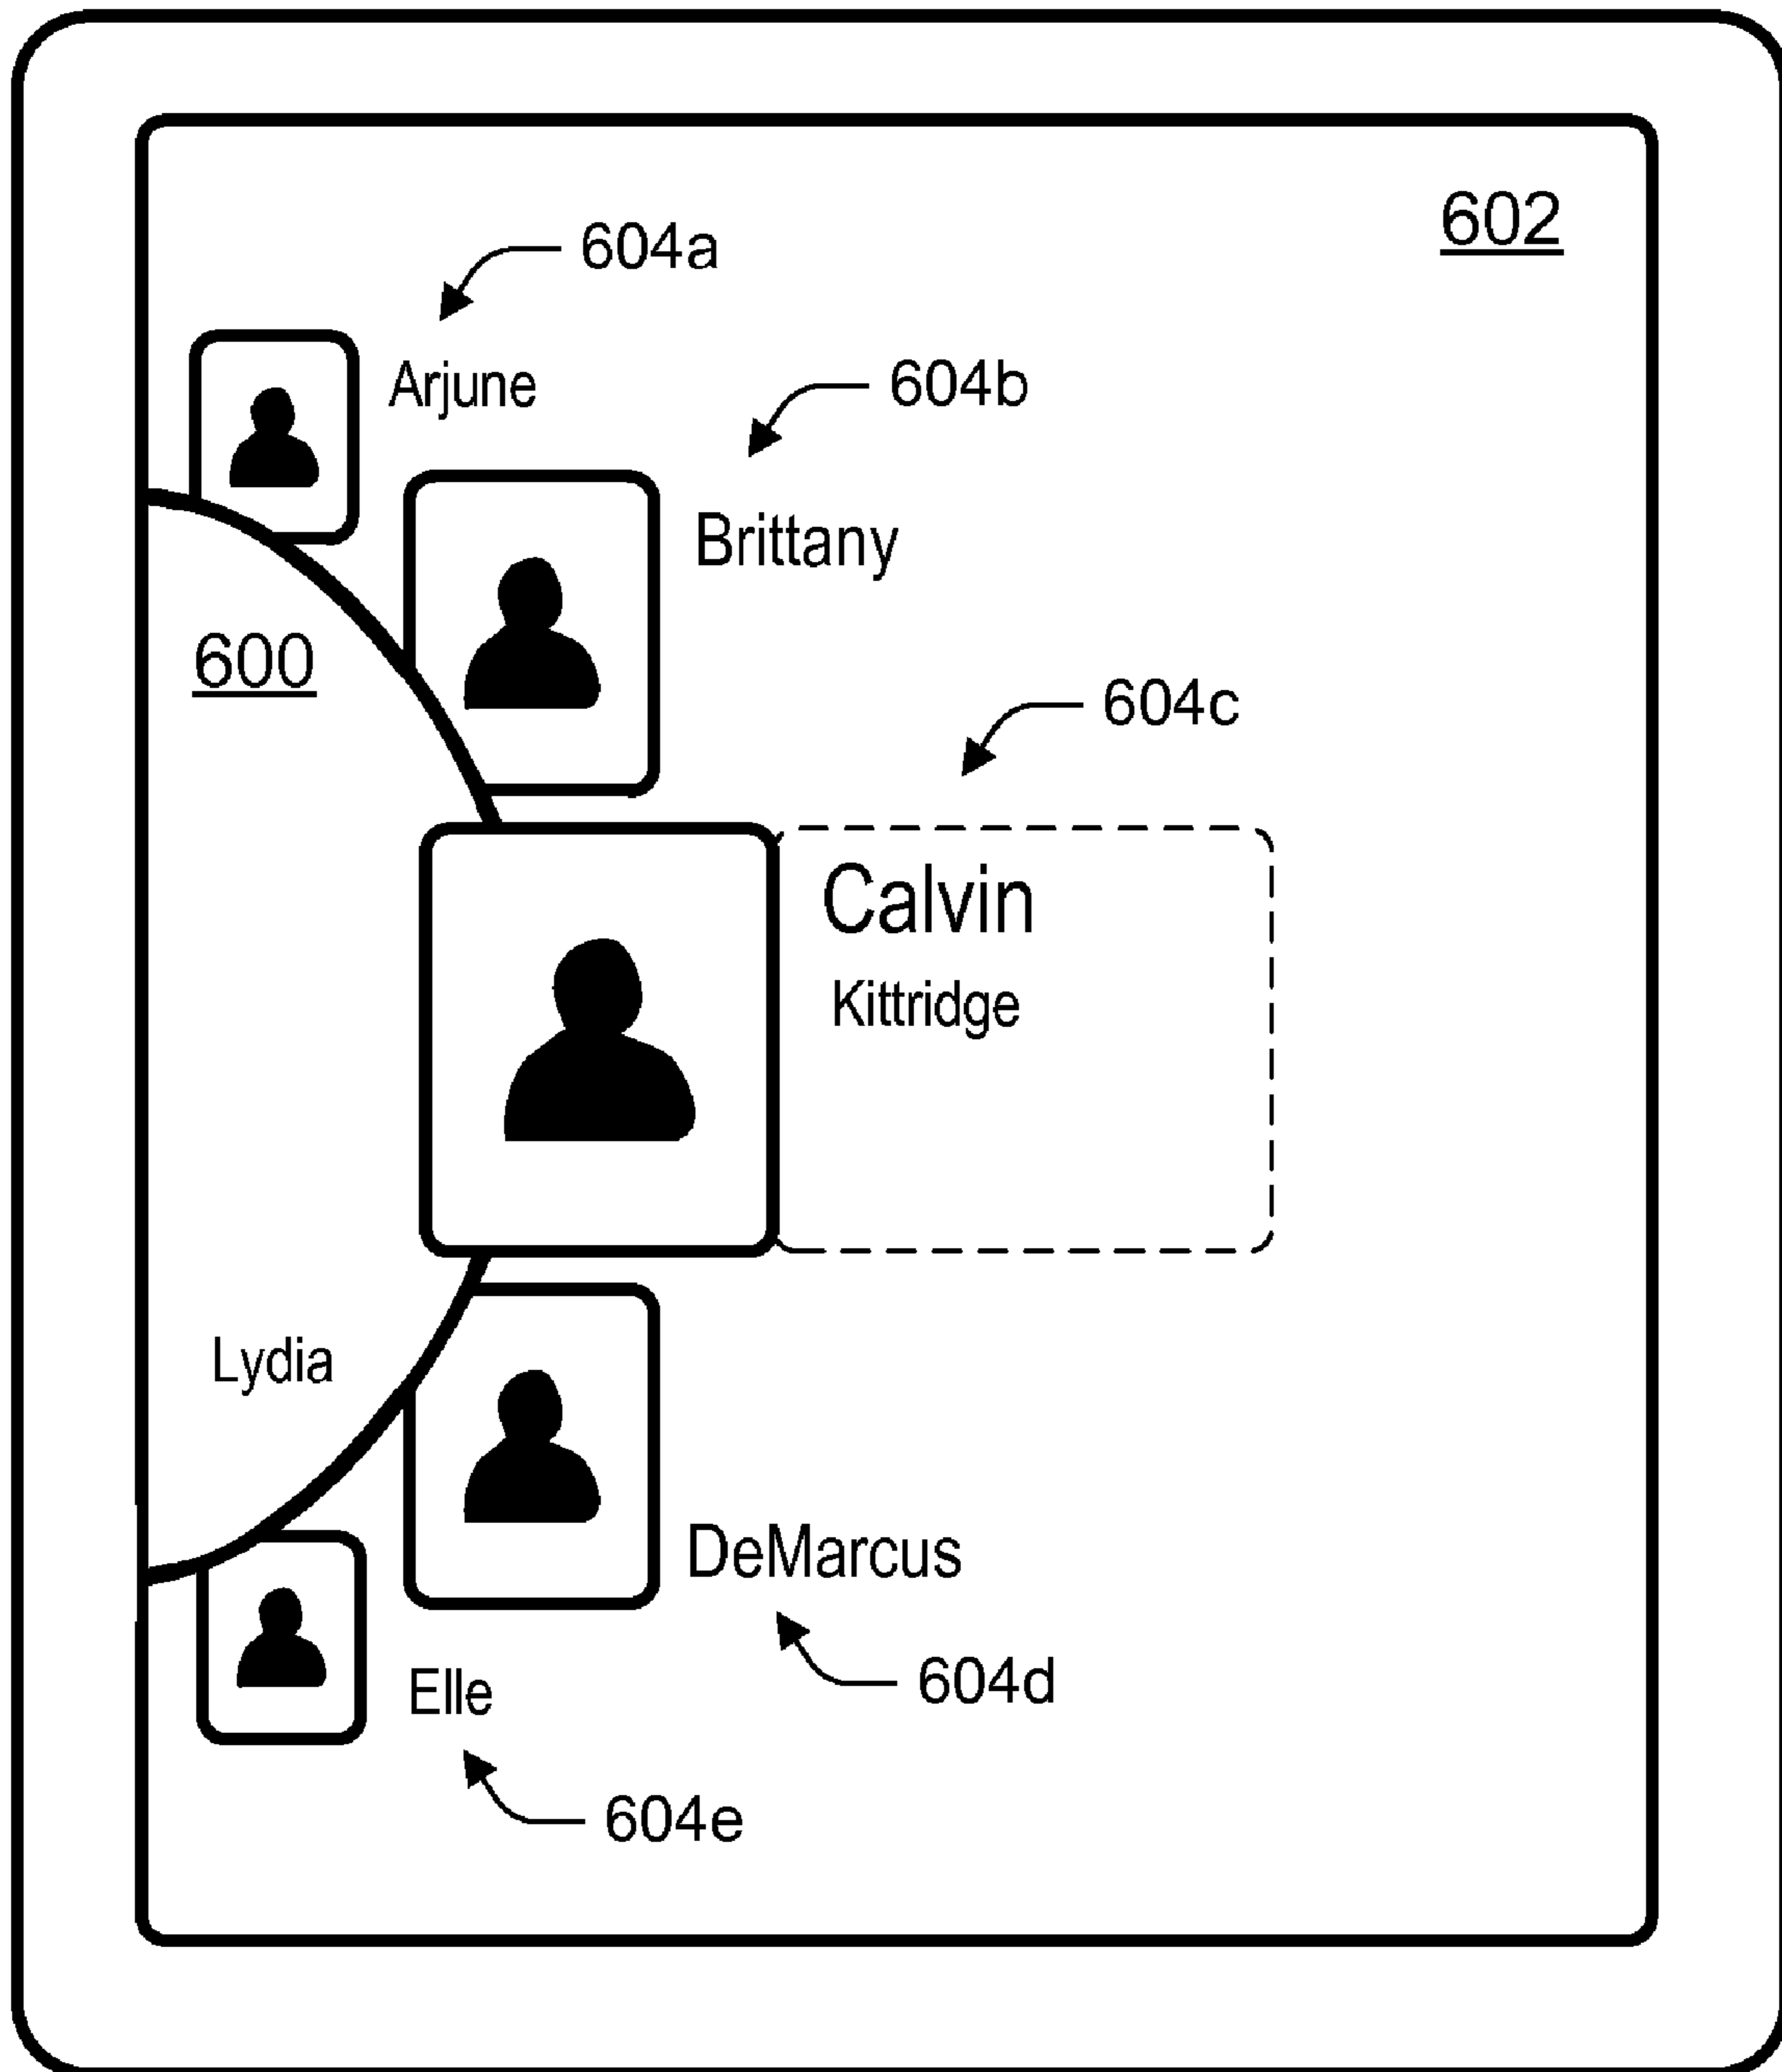 602
604a
Arjune
604b
Brittany
600
604c
Calvin
Kittridge
Lydia
DeMarcus
604d
Elle
604e